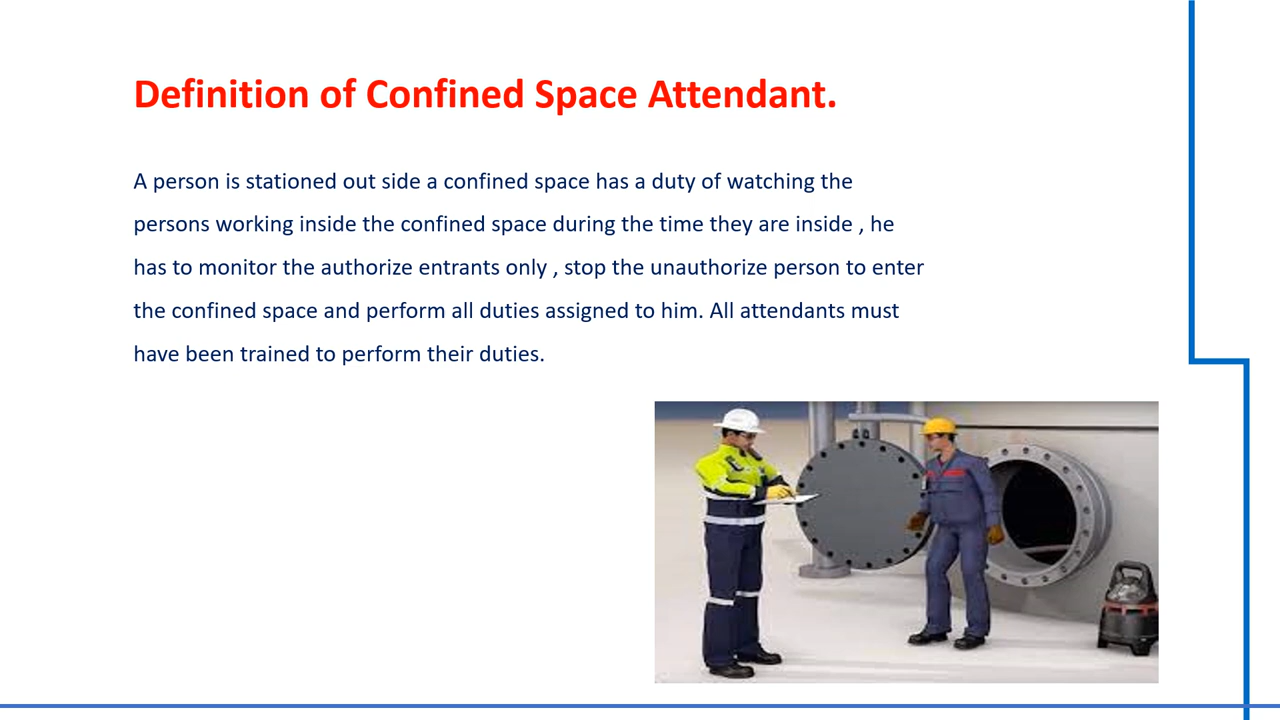 Definition of Confined Space Attendant.
A person is stationed out side a confined space has a duty of watching the
persons working inside the confined space during the time they are inside , he
has to monitor the authorize entrants only , stop the unauthorize person to enter
the confined space and perform all duties assigned to him. All attendants must
have been trained to perform their duties.